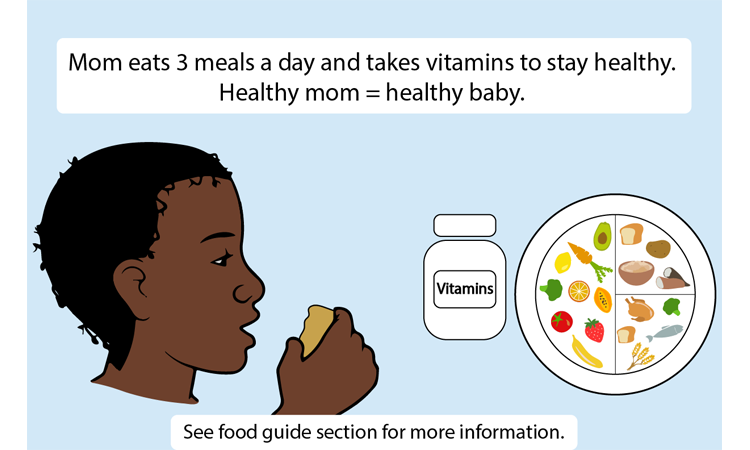 Mom eats 3 meals a day and takes vitamins to stay healthy.
Healthy mom = healthy baby.
Vitamins
See food guide section for more information.